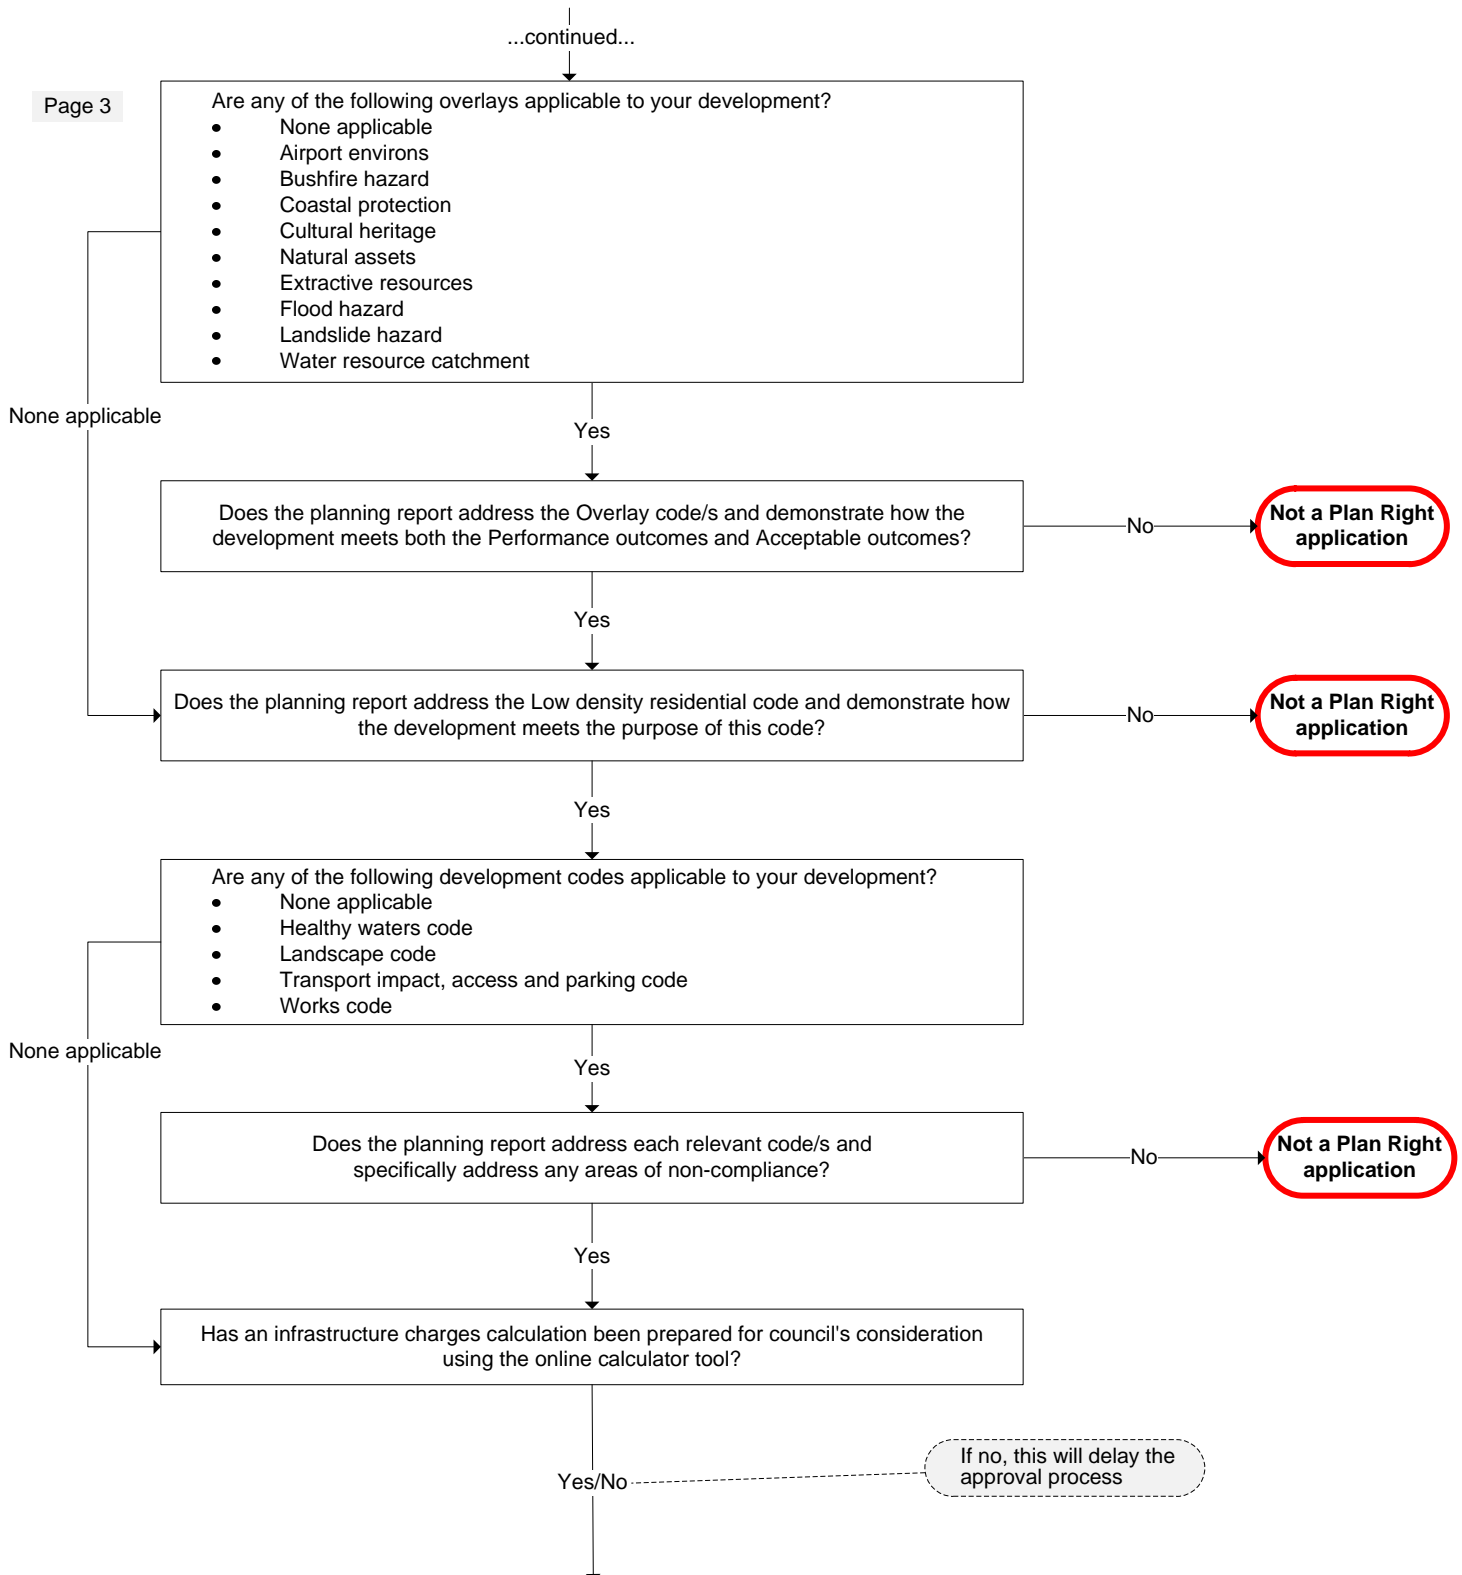 ...continued...
Page 3
Are any of the following overlays applicable to your development?
• None applicable
• Airport environs
• Bushfire hazard
• Coastal protection
• Cultural heritage
• Natural assets
• Extractive resources
• Flood hazard
• Landslide hazard
• Water resource catchment
None applicable
Yes
Does the planning report address the Overlay code/s and demonstrate how the
development meets both the Performance outcomes and Acceptable outcomes?
No
Not a Plan Right
application
Yes
Does the planning report address the Low density residential code and demonstrate how
the development meets the purpose of this code?
No
Not a Plan Right
application
Yes
Are any of the following development codes applicable to your development?
• None applicable
• Healthy waters code
• Landscape code
• Transport impact, access and parking code
• Works code
None applicable
Yes
Does the planning report address each relevant code/s and
specifically address any areas of non-compliance?
No
Not a Plan Right
application
Yes
Has an infrastructure charges calculation been prepared for council's consideration
using the online calculator tool?
If no, this will delay the
approval process
Yes/No